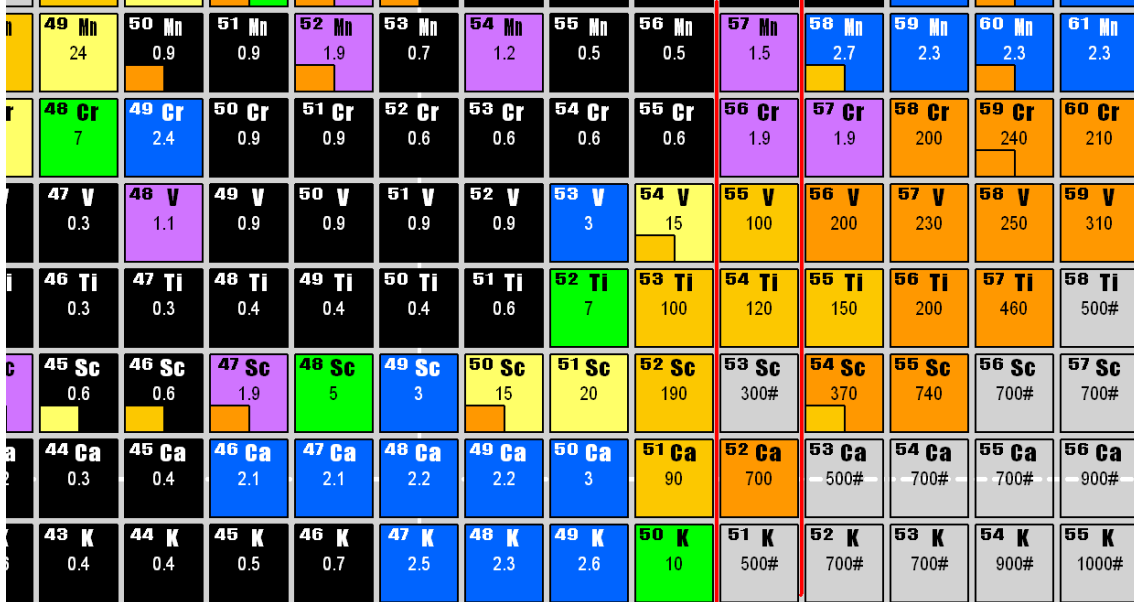 49 Mn 50 Mn 51 Mn 52 Mn 53 Mn 54 Mn 55 Mn 56 Mn 57 Mn 58 Mn 59 Mn 60 Mn 61 Mn
24 0.9 0.9 1.9 0.7 1.2 0.5 0.5 1.5 2.7 2.3 2.3 2.3
48 Cr 49 Cr 50 Cr 51 Cr 52 Cr 53 Cr 54 Cr 55 Cr 56 Cr 57 Cr 58 Cr 59 Cr 60 Cr
7 2.4 0.9 0.9 0.6 0.6 0.6 0.6 1.9 1.9 200 240 210
47 V 48 V 49 V 50 V 51 V 52 V 53 V 54 V 55 V 56 V 57 V 58 V 59 V
0.3 1.1 0.9 0.9 0.9 0.9 3 15 100 200 230 250 310
46 Ti 47 Ti 48 Ti 49 Ti 50 Ti 51 Ti 52 Ti 53 Ti 54 Ti 55 Ti 56 Ti 57 Ti 58 Ti
0.3 0.3 0.4 0.4 0.4 0.6 7 100 120 150 200 460 500#
45 Sc 46 Sc 47 Sc 48 Sc 49 Sc 50 Sc 51 Sc 52 Sc 53 Sc 54 Sc 55 Sc 56 Sc 57 Sc
0.6 0.6 1.9 5 3 15 20 190 300# 370 740 700# 700#
44 Ca 45 Ca 46 Ca 47 Ca 48 Ca 49 Ca 50 Ca 51 Ca 52 Ca 53 Ca 54 Ca 55 Ca 56 Ca
0.3 0.4 2.1 2.1 2.2 2.2 3 90 700 500# 700# 700# 900#
43 K 44 K 45 K 46 K 47 K 48 K 49 K 50 K 51 K 52 K 53 K 54 K 55 K
0.4 0.4 0.5 0.7 2.5 2.3 2.6 10 500# 700# 700# 900# 1000#